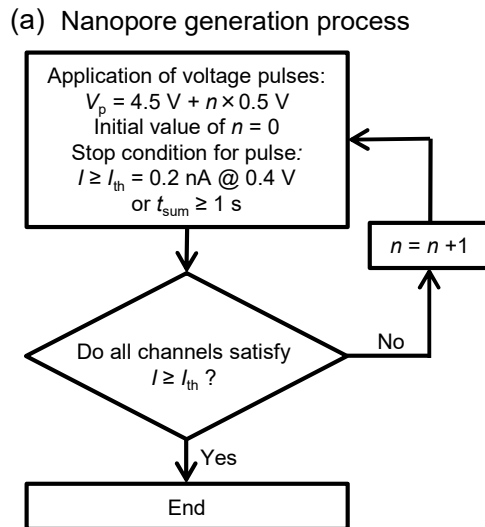 (a) Nanopore generation process
Application of voltage pulses:
Vp = 4.5 V + n × 0.5 V
Initial value of n = 0
Stop condition for pulse:
I ≥ Ith = 0.2 nA @ 0.4 V
or tsum ≥ 1 s
n = n +1
Do all channels satisfy
I ≥ Ith ?
No
Yes
End